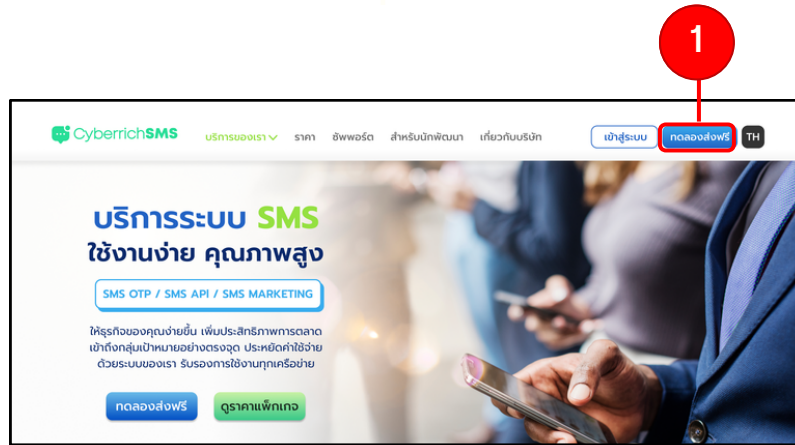 1
CyberrichSMS บริการของเรา ราคา ซัพพอร์ต สำหรับนักพัฒนา เกี่ยวกับบริษัท เข้าสู่ระบบ ทดลองส่งฟรี TH
บริการระบบ SMS
ใช้งานง่าย คุณภาพสูง
SMS OTP / SMS API / SMS MARKETING
ให้ธุรกิจของคุณง่ายขึ้น เพิ่มประสิทธิภาพการตลาด
เข้าถึงกลุ่มเป้าหมายอย่างตรงจุด ประหยัดค่าใช้จ่าย
ด้วยระบบของเรา รับรองการใช้งานทุกเครือข่าย
ทดลองส่งฟรี ดูราคาแพ็กเกจ